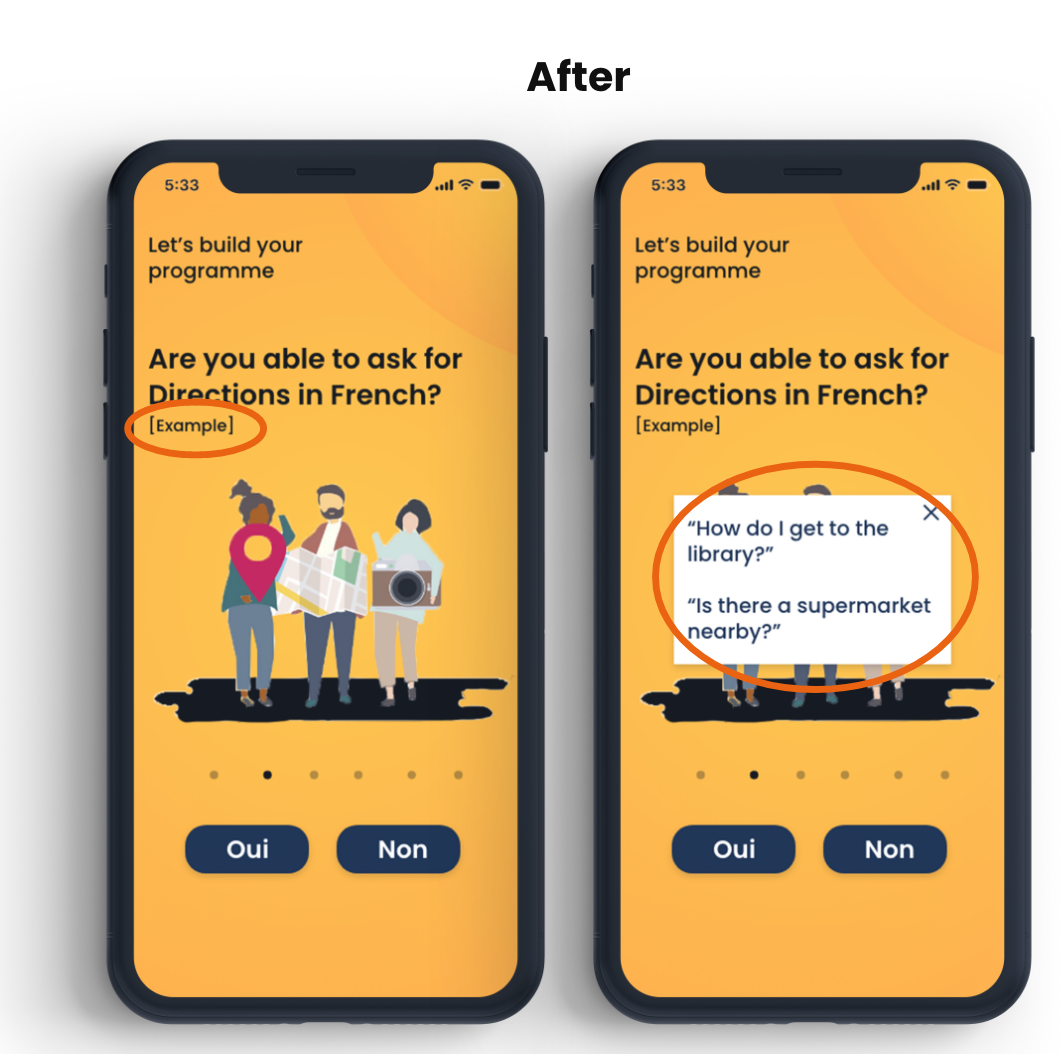 After
5:33
Let's build your
programme
Are you able to ask for
Directions in French?
[Example]
Oui
Non
5:33
Let's build your
programme
Are you able to ask for
Directions in French?
[Example]
“How do I get to the
library?”
“Is there a supermarket
nearby?”
Oui
Non